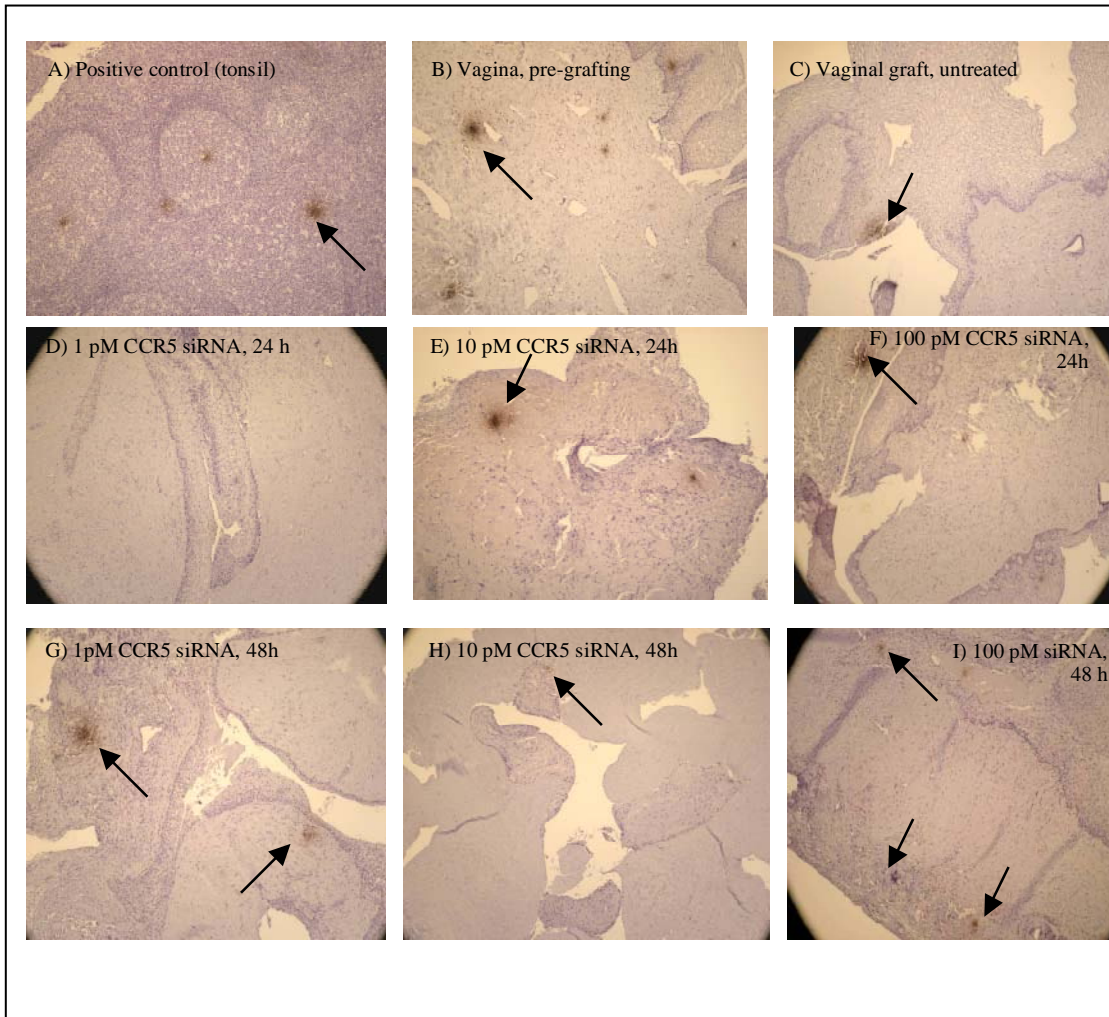 A) Positive control (tonsil)
B) Vagina, pre-grafting
C) Vaginal graft, untreated
D) 1 pM CCR5 siRNA, 24 h
E) 10 pM CCR5 siRNA, 24h
F) 100 pM CCR5 siRNA,
24h
G) 1pM CCR5 siRNA, 48h
H) 10 pM CCR5 siRNA, 48h
I) 100 pM siRNA,
48 h